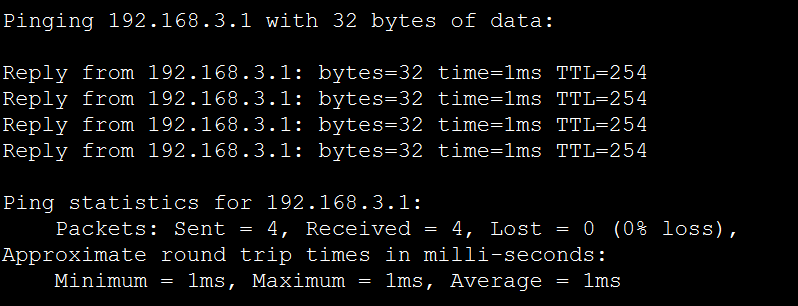 Pinging 192.168.3.1 with 32 bytes of data:
Reply from 192.168.3.1: bytes=32 time=1ms TTL=254
Reply from 192.168.3.1: bytes=32 time=1ms TTL=254
Reply from 192.168.3.1: bytes=32 time=1ms TTL=254
Reply from 192.168.3.1: bytes=32 time=1ms TTL=254
Ping statistics for 192.168.3.1:
Packets: Sent = 4, Received = 4, Lost = 0 (0% loss),
Approximate round trip times in milli-seconds:
Minimum = 1ms, Maximum = 1ms, Average = 1ms